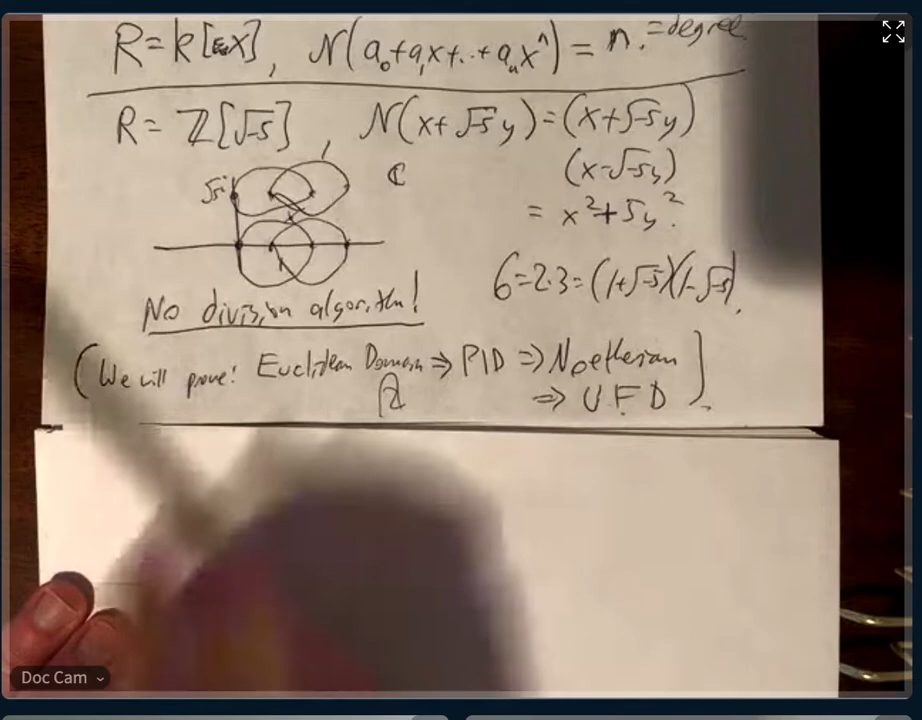 R = k[x], N(a₀+a₁x+..+aₙxⁿ) = n. = degree
R = ℤ[√-5], N(x+√-5y) = (x+√-5y)
(x-√-5y)
= x²+5y².
√5i
ℂ
6=2·3=(1+√-5)(1-√-5).
No division algorithm!
(We will prove! Euclidean Domain ⇒ PID ⇒ Noetherian
⇒ U.F.D).
Doc Cam